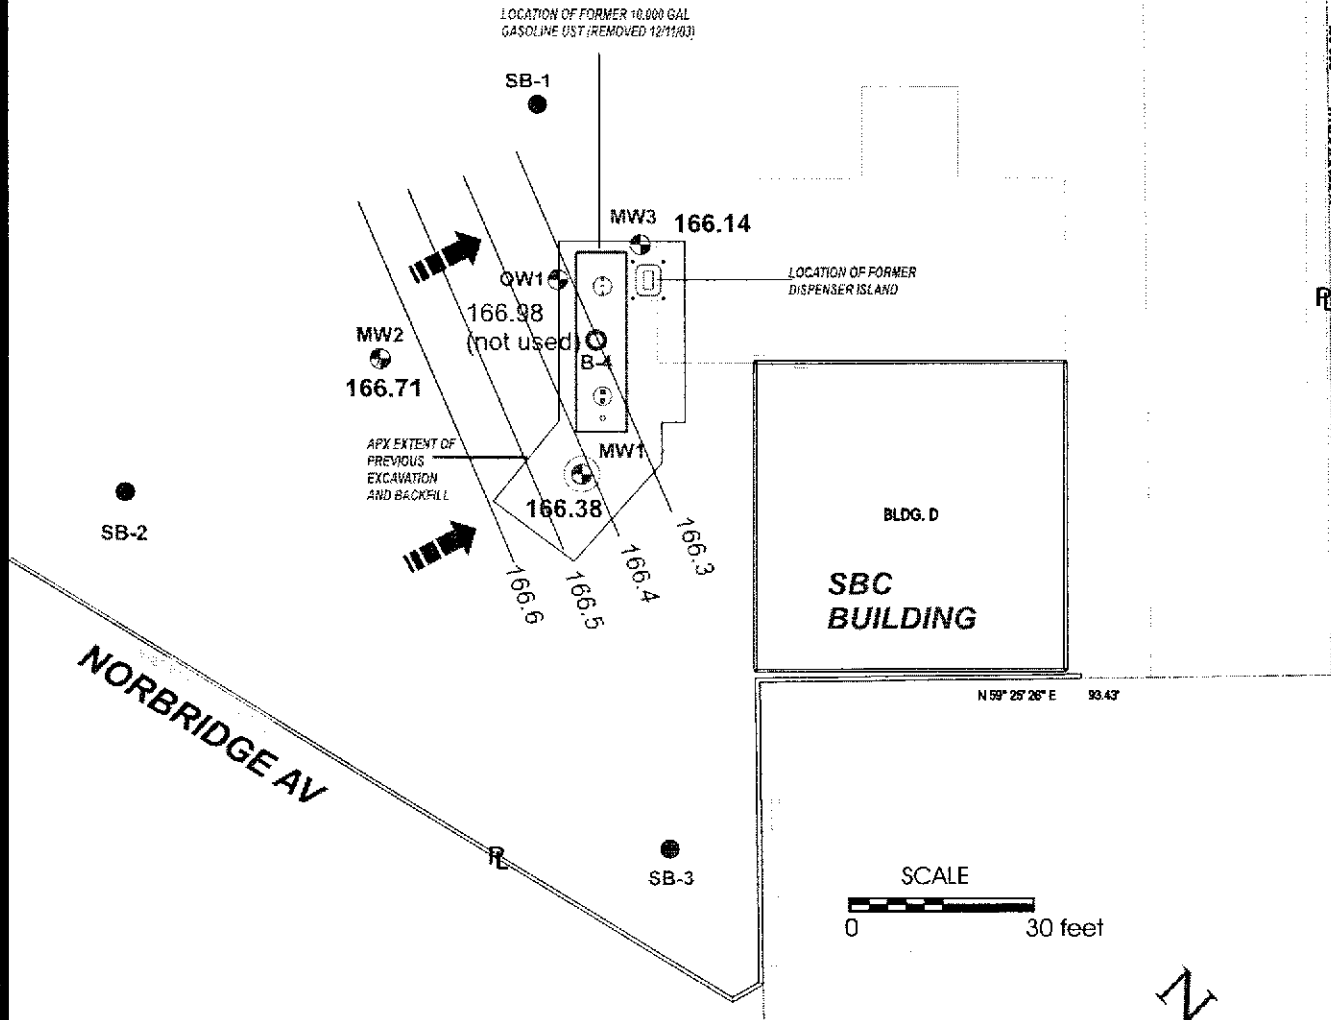 LOCATION OF FORMER 10,000 GAL
GASOLINE UST (REMOVED 12/11/03)
SB-1
MW3 166.14
OW1
LOCATION OF FORMER
DISPENSER ISLAND
166.98
(not used)
MW2
B-4
166.71
APX EXTENT OF
PREVIOUS
EXCAVATION
AND BACKFILL
MW1
166.38
SB-2
BLDG. D
166.6
166.5
166.4
166.3
SBC
BUILDING
NORBRIDGE AV
N 59° 25' 26" E 93.43'
PL
PL
SB-3
SCALE
0 30 feet
N